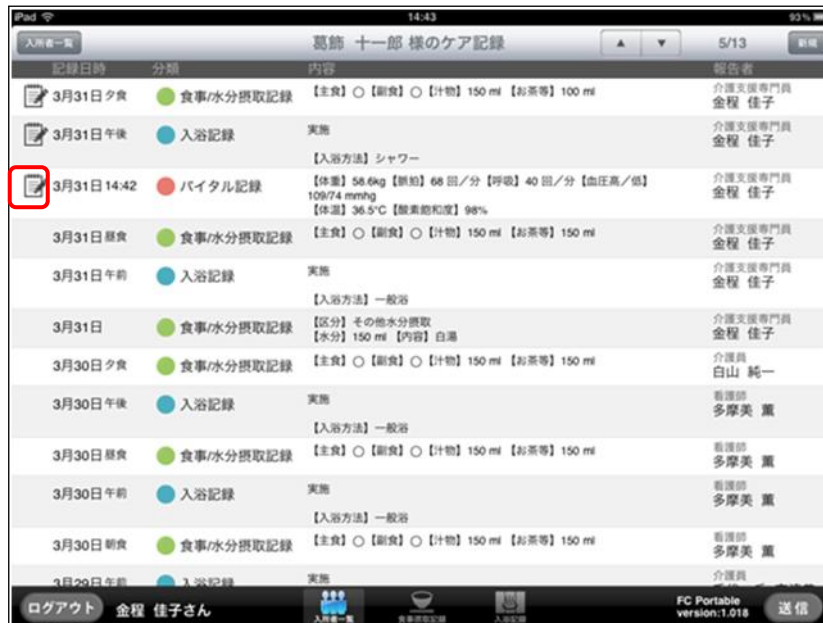 iPad 14:43 93%
入所者一覧 葛飾 十一郎 様のケア記録 ▲ ▼ 5/13 新規
記録日時 分類 内容 報告者
3月31日 夕食 食事/水分摂取記録 【主食】○【副食】○【汁物】150 ml 【お茶等】100 ml 介護支援専門員
金程 佳子
3月31日 午後 入浴記録 実施 介護支援専門員
金程 佳子
【入浴方法】シャワー
3月31日 14:42 バイタル記録 【体重】58.6kg【脈拍】68 回/分【呼吸】40 回/分【血圧高/低】 介護支援専門員
109/74 mmhg 金程 佳子
【体温】36.5℃【酸素飽和度】98%
3月31日 昼食 食事/水分摂取記録 【主食】○【副食】○【汁物】150 ml 【お茶等】150 ml 介護支援専門員
金程 佳子
3月31日 午前 入浴記録 実施 介護支援専門員
金程 佳子
【入浴方法】一般浴
3月31日 食事/水分摂取記録 【区分】その他水分摂取 介護支援専門員
【水分】150 ml 【内容】白湯 金程 佳子
3月30日 夕食 食事/水分摂取記録 【主食】○【副食】○【汁物】150 ml 【お茶等】150 ml 介護員
白山 純一
3月30日 午後 入浴記録 実施 看護師
多摩美 薫
【入浴方法】一般浴
3月30日 昼食 食事/水分摂取記録 【主食】○【副食】○【汁物】150 ml 【お茶等】150 ml 看護師
多摩美 薫
3月30日 午前 入浴記録 実施 看護師
多摩美 薫
【入浴方法】一般浴
3月30日 朝食 食事/水分摂取記録 【主食】○【副食】○【汁物】150 ml 【お茶等】150 ml 看護師
多摩美 薫
3月29日 午前 入浴記録 実施 介護員
ログアウト 金程 佳子さん 入所者一覧 食事摂取記録 入浴記録 FC Portable
version:1.018 送信